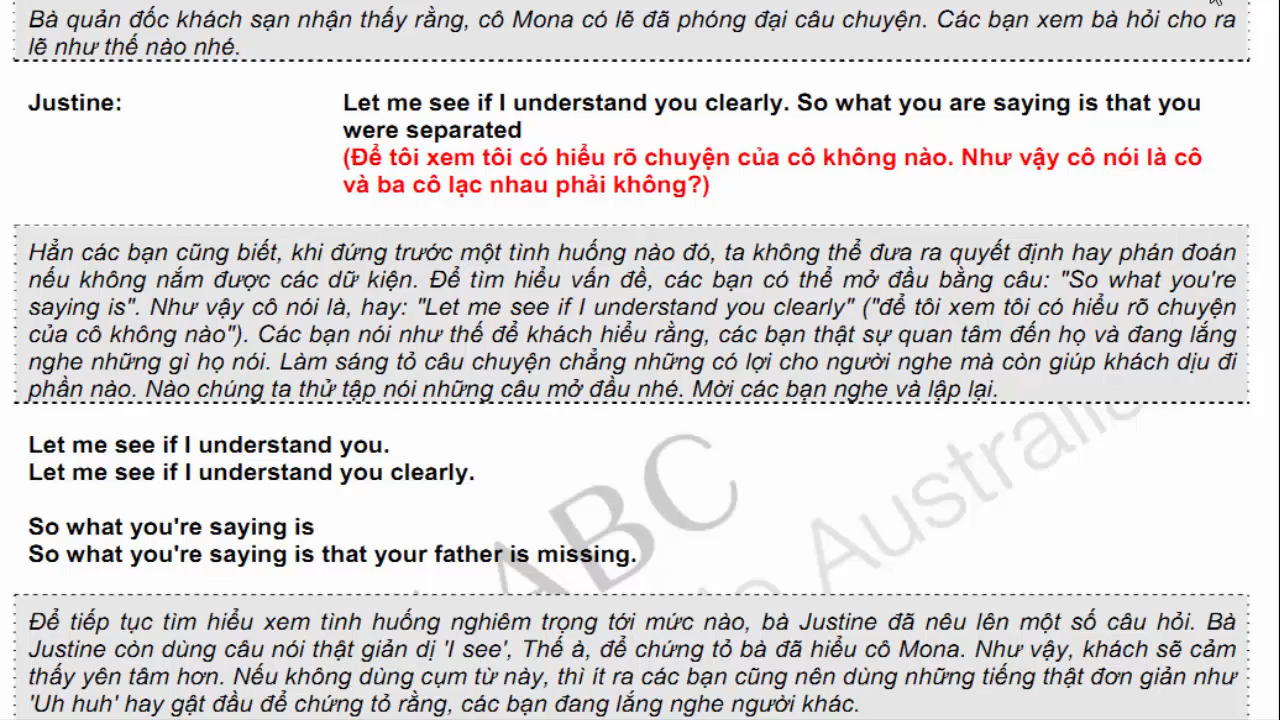 Bà quản đốc khách sạn nhận thấy rằng, cô Mona có lẽ đã phóng đại câu chuyện. Các bạn xem bà hỏi cho ra
lẽ như thế nào nhé.
Justine: Let me see if I understand you clearly. So what you are saying is that you
were separated
(Để tôi xem tôi có hiểu rõ chuyện của cô không nào. Như vậy cô nói là cô
và ba cô lạc nhau phải không?)
Hẳn các bạn cũng biết, khi đứng trước một tình huống nào đó, ta không thể đưa ra quyết định hay phán đoán
nếu không nắm được các dữ kiện. Để tìm hiểu vấn đề, các bạn có thể mở đầu bằng câu: "So what you're
saying is". Như vậy cô nói là, hay: "Let me see if I understand you clearly" ("để tôi xem tôi có hiểu rõ chuyện
của cô không nào"). Các bạn nói như thế để khách hiểu rằng, các bạn thật sự quan tâm đến họ và đang lắng
nghe những gì họ nói. Làm sáng tỏ câu chuyện chẳng những có lợi cho người nghe mà còn giúp khách dịu đi
phần nào. Nào chúng ta thử tập nói những câu mở đầu nhé. Mời các bạn nghe và lập lại.
Let me see if I understand you.
Let me see if I understand you clearly.
So what you're saying is
So what you're saying is that your father is missing.
ABC
Australia
Để tiếp tục tìm hiểu xem tình huống nghiêm trọng tới mức nào, bà Justine đã nêu lên một số câu hỏi. Bà
Justine còn dùng câu nói thật giản dị 'I see', Thế à, để chứng tỏ bà đã hiểu cô Mona. Như vậy, khách sẽ cảm
thấy yên tâm hơn. Nếu không dùng cụm từ này, thì ít ra các bạn cũng nên dùng những tiếng thật đơn giản như
'Uh huh' hay gật đầu để chứng tỏ rằng, các bạn đang lắng nghe người khác.